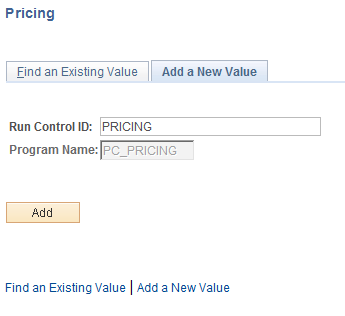 Pricing
Find an Existing Value Add a New Value
Run Control ID: PRICING
Program Name: PC_PRICING
Add
Find an Existing Value | Add a New Value